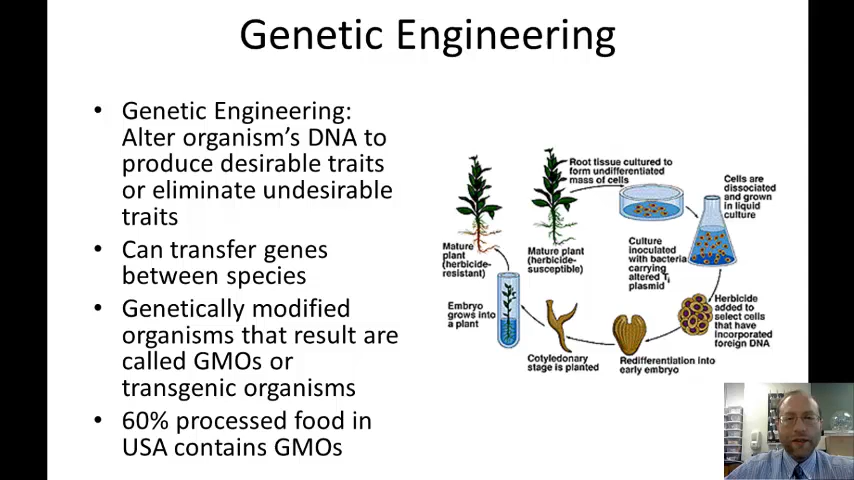 Genetic Engineering
• Genetic Engineering:
Alter organism's DNA to
produce desirable traits
or eliminate undesirable
traits
• Can transfer genes
between species
• Genetically modified
organisms that result are
called GMOs or
transgenic organisms
• 60% processed food in
USA contains GMOs
Root tissue cultured to
form undifferentiated
mass of cells
Cells are
dissociated
and grown
in liquid
culture
Mature
plant
(herbicide-
resistant)
Mature plant
(herbicide-
susceptible)
Culture
inoculated
with bacteria
carrying
altered Ti
plasmid
Herbicide
added to
select cells
that have
incorporated
foreign DNA
Embryo
grows into
a plant
Cotyledonary
stage is planted
Redifferentiation into
early embryo